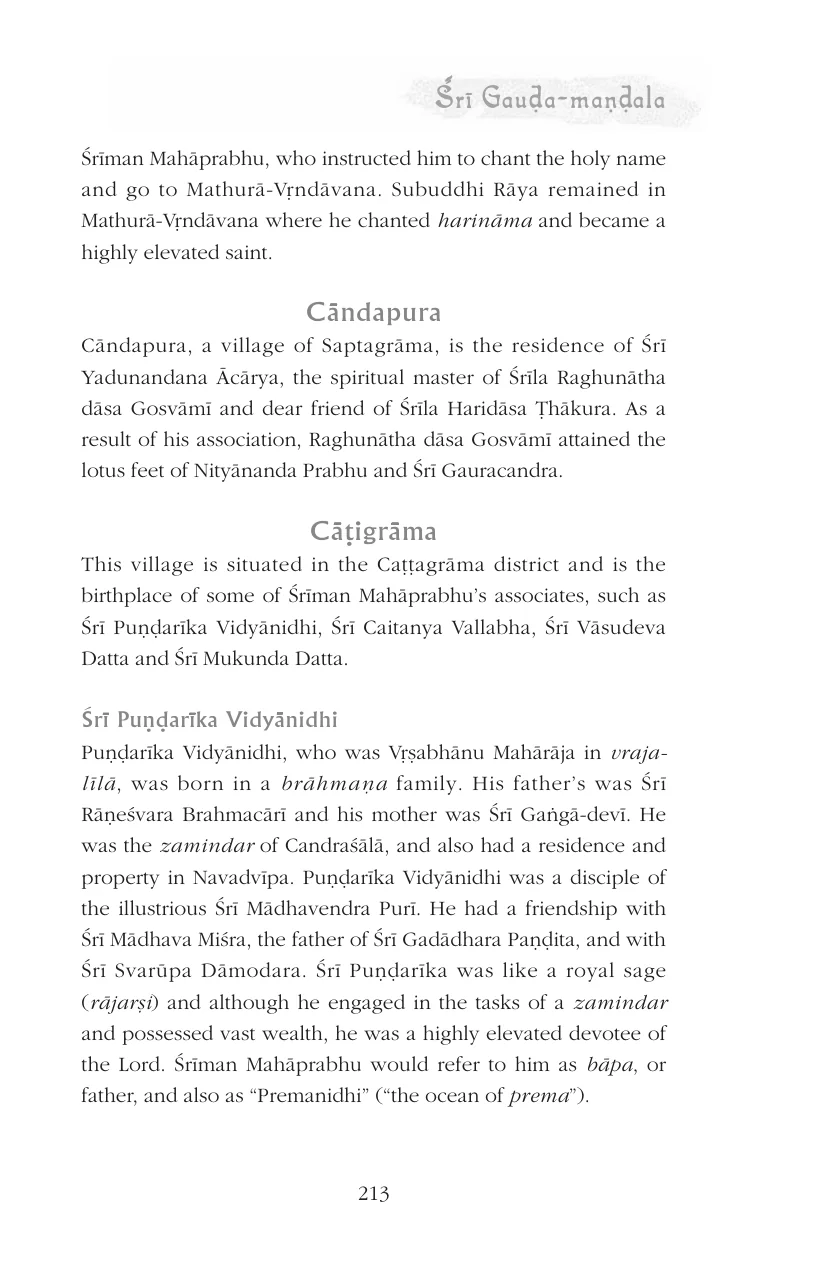 Śrī Gauḍa-maṇḍala
Śrīman Mahāprabhu, who instructed him to chant the holy name
and go to Mathurā-Vṛndāvana. Subuddhi Rāya remained in
Mathurā-Vṛndāvana where he chanted harināma and became a
highly elevated saint.
Cāndapura
Cāndapura, a village of Saptagrāma, is the residence of Śrī
Yadunandana Ācārya, the spiritual master of Śrīla Raghunātha
dāsa Gosvāmī and dear friend of Śrīla Haridāsa Ṭhākura. As a
result of his association, Raghunātha dāsa Gosvāmī attained the
lotus feet of Nityānanda Prabhu and Śrī Gauracandra.
Cāṭigrāma
This village is situated in the Caṭṭagrāma district and is the
birthplace of some of Śrīman Mahāprabhu’s associates, such as
Śrī Puṇḍarīka Vidyānidhi, Śrī Caitanya Vallabha, Śrī Vāsudeva
Datta and Śrī Mukunda Datta.
Śrī Puṇḍarīka Vidyānidhi
Puṇḍarīka Vidyānidhi, who was Vṛṣabhānu Mahārāja in vraja-
līlā, was born in a brāhmaṇa family. His father’s was Śrī
Rāṇeśvara Brahmacārī and his mother was Śrī Gaṅgā-devī. He
was the zamindar of Candraśālā, and also had a residence and
property in Navadvīpa. Puṇḍarīka Vidyānidhi was a disciple of
the illustrious Śrī Mādhavendra Purī. He had a friendship with
Śrī Mādhava Miśra, the father of Śrī Gadādhara Paṇḍita, and with
Śrī Svarūpa Dāmodara. Śrī Puṇḍarīka was like a royal sage
(rājarṣi) and although he engaged in the tasks of a zamindar
and possessed vast wealth, he was a highly elevated devotee of
the Lord. Śrīman Mahāprabhu would refer to him as bāpa, or
father, and also as “Premanidhi” (“the ocean of prema”).
213